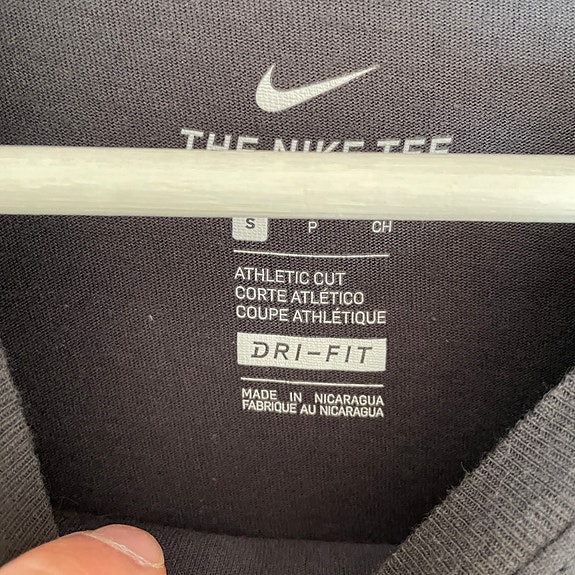 THE NIKE TEE
S P CH
ATHLETIC CUT
CORTE ATLÉTICO
COUPE ATHLÉTIQUE
DRI-FIT
MADE IN NICARAGUA
FABRIQUE AU NICARAGUA